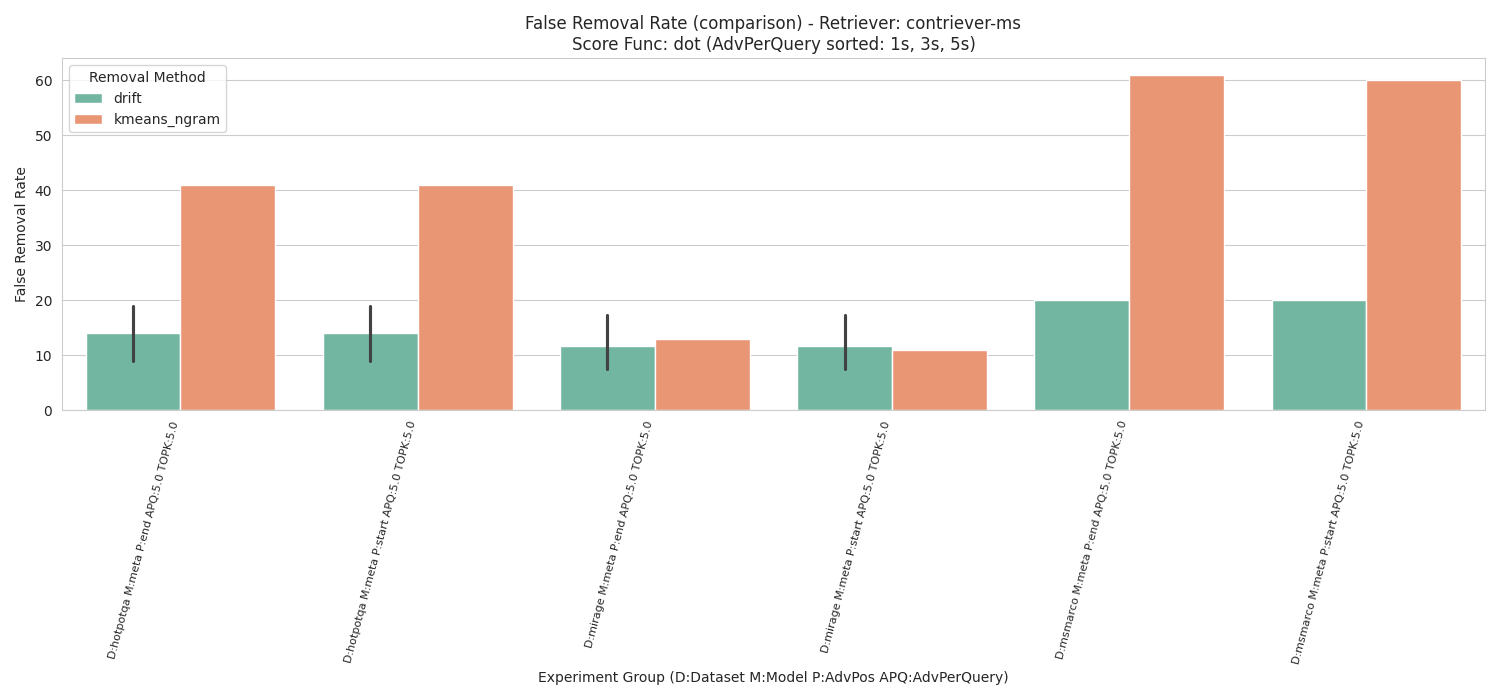 False Removal Rate (comparison) - Retriever: contriever-ms
Score Func: dot (AdvPerQuery sorted: 1s, 3s, 5s)
Removal Method
drift
kmeans_ngram
False Removal Rate
60
50
40
30
20
10
0
D:hotpotqa M:meta P:end APQ:5.0 TOPK:5.0
D:hotpotqa M:meta P:start APQ:5.0 TOPK:5.0
D:mirage M:meta P:end APQ:5.0 TOPK:5.0
D:mirage M:meta P:start APQ:5.0 TOPK:5.0
D:msmarco M:meta P:end APQ:5.0 TOPK:5.0
D:msmarco M:meta P:start APQ:5.0 TOPK:5.0
Experiment Group (D:Dataset M:Model P:AdvPos APQ:AdvPerQuery)